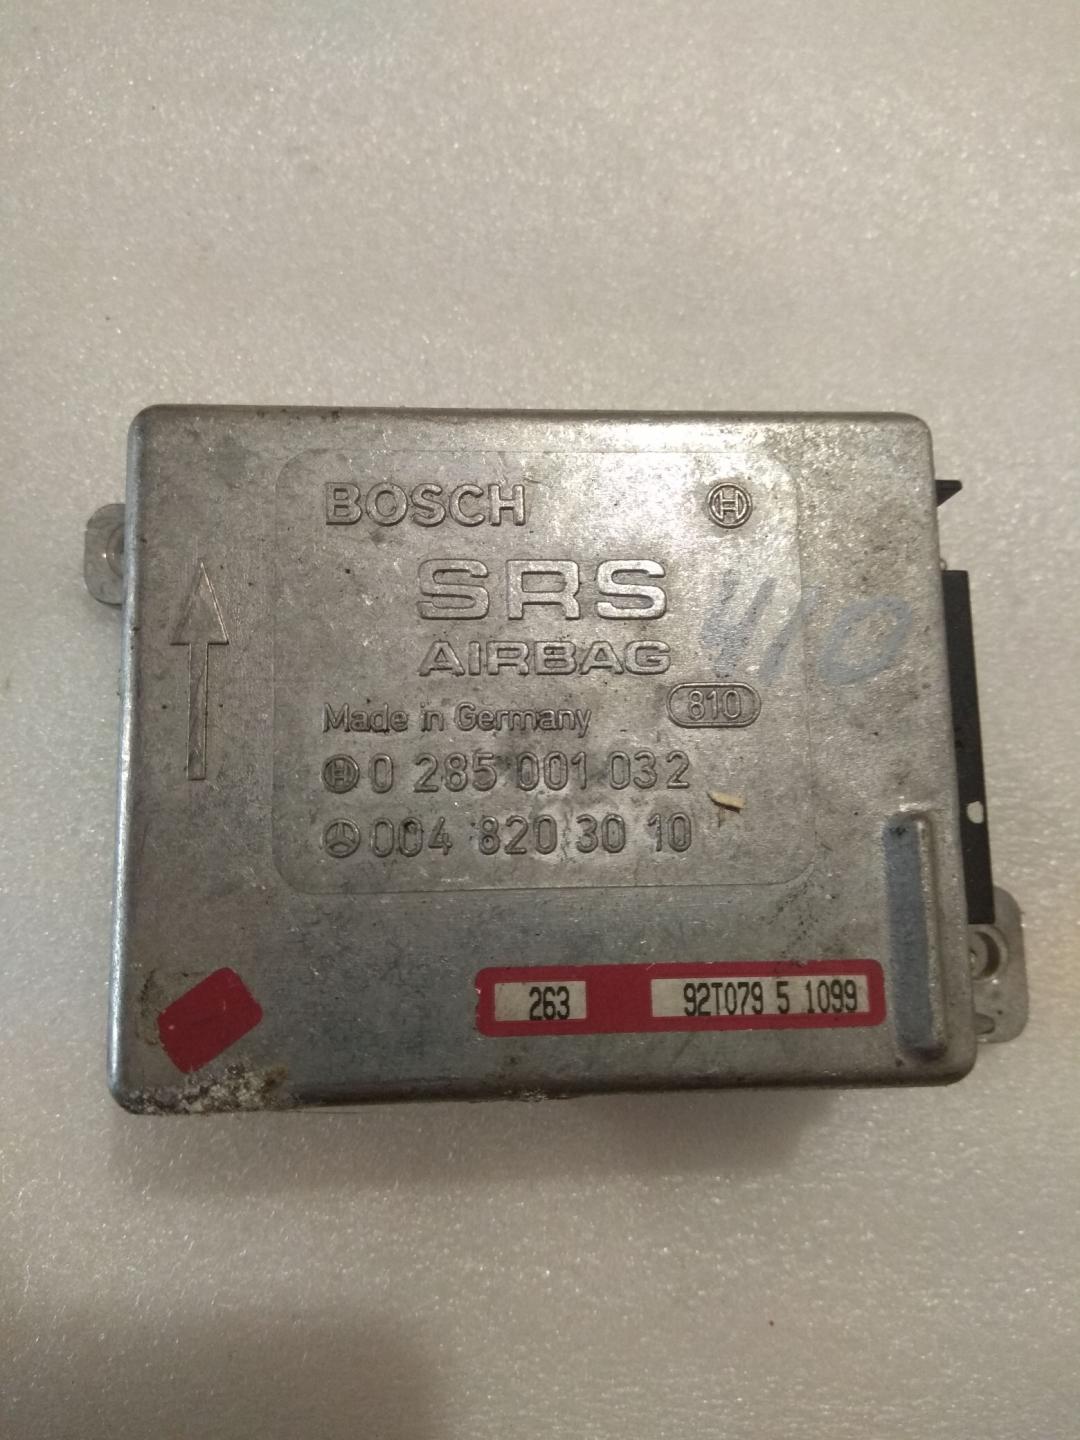 BOSCH
SRS
AIRBAG
410
Made in Germany 810
0 285 001 032
004 820 30 10
263 92T079 5 1099